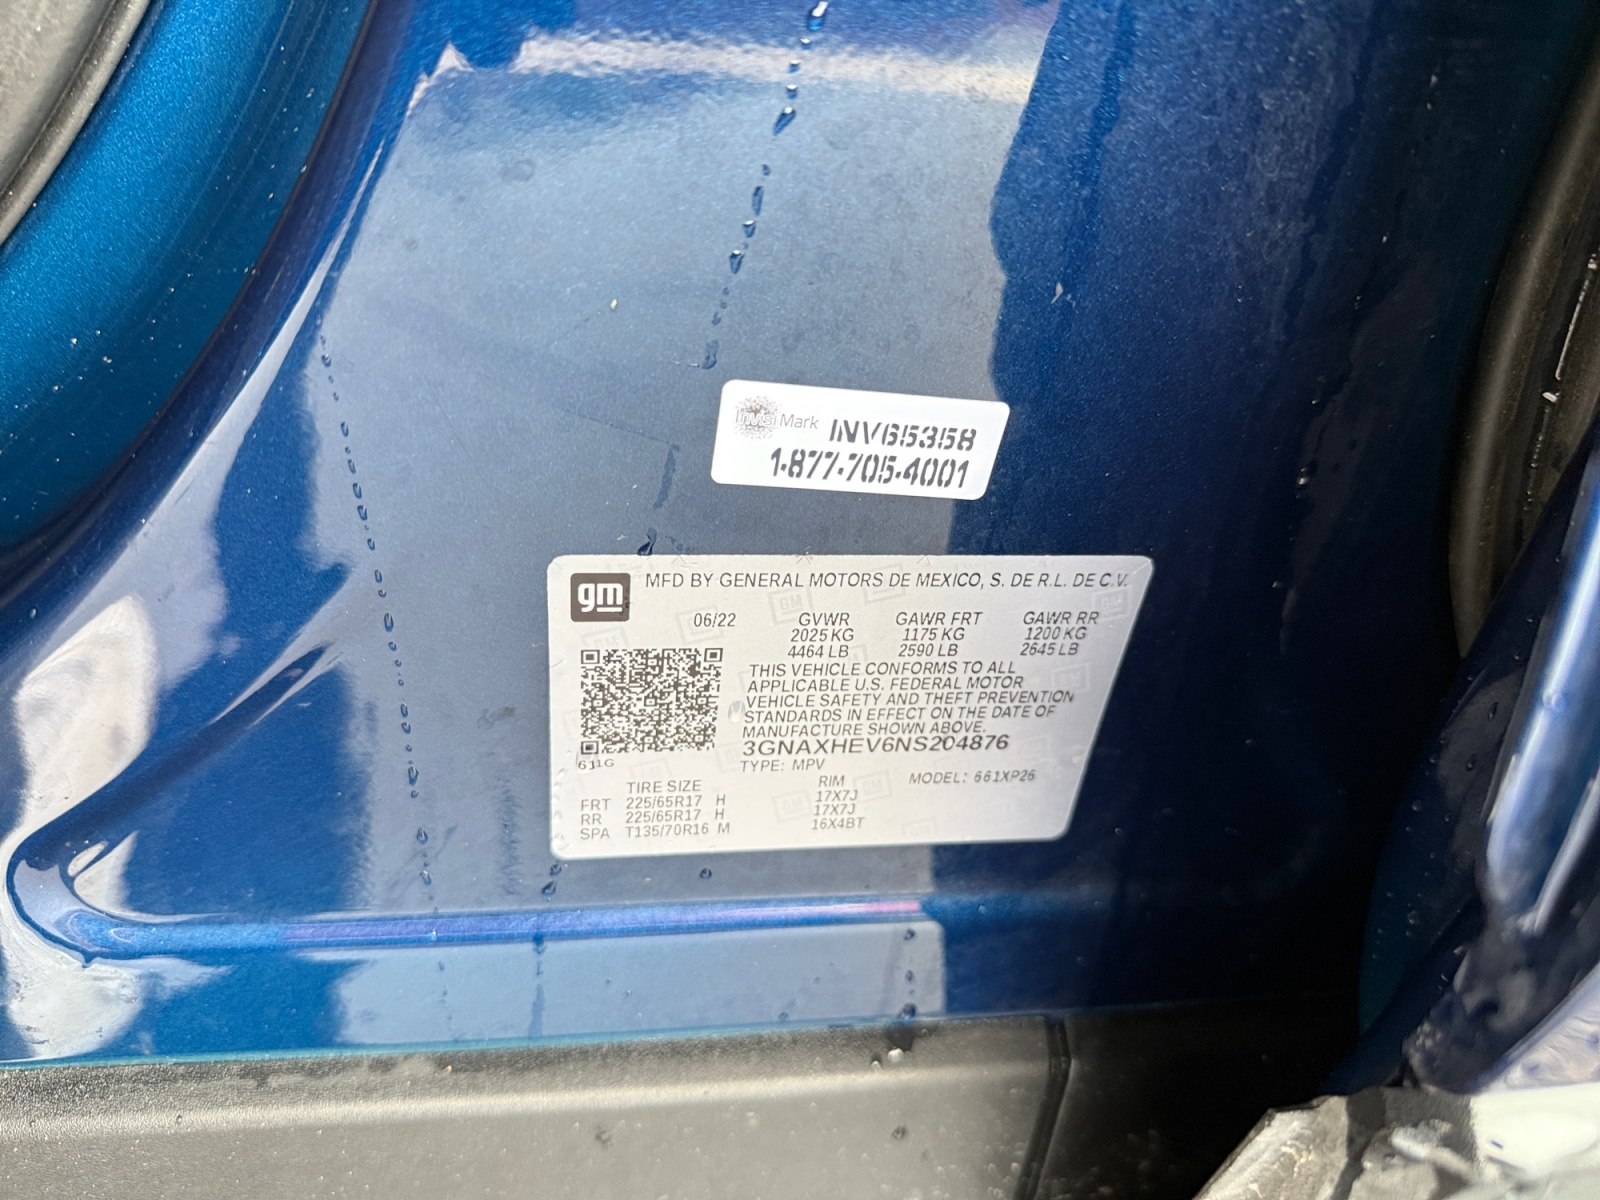 InvisiMark INV65358
1-877-705-4001
gm MFD BY GENERAL MOTORS DE MEXICO, S. DE R.L. DE C.V.
06/22 GVWR GAWR FRT GAWR RR
2025 KG 1175 KG 1200 KG
4464 LB 2590 LB 2645 LB
THIS VEHICLE CONFORMS TO ALL
APPLICABLE U.S. FEDERAL MOTOR
VEHICLE SAFETY AND THEFT PREVENTION
STANDARDS IN EFFECT ON THE DATE OF
MANUFACTURE SHOWN ABOVE.
3GNAXHEV6NS204876
611G
TYPE: MPV MODEL: 661XP26
TIRE SIZE RIM
FRT 225/65R17 H 17X7J
RR 225/65R17 H 17X7J
SPA T135/70R16 M 16X4BT